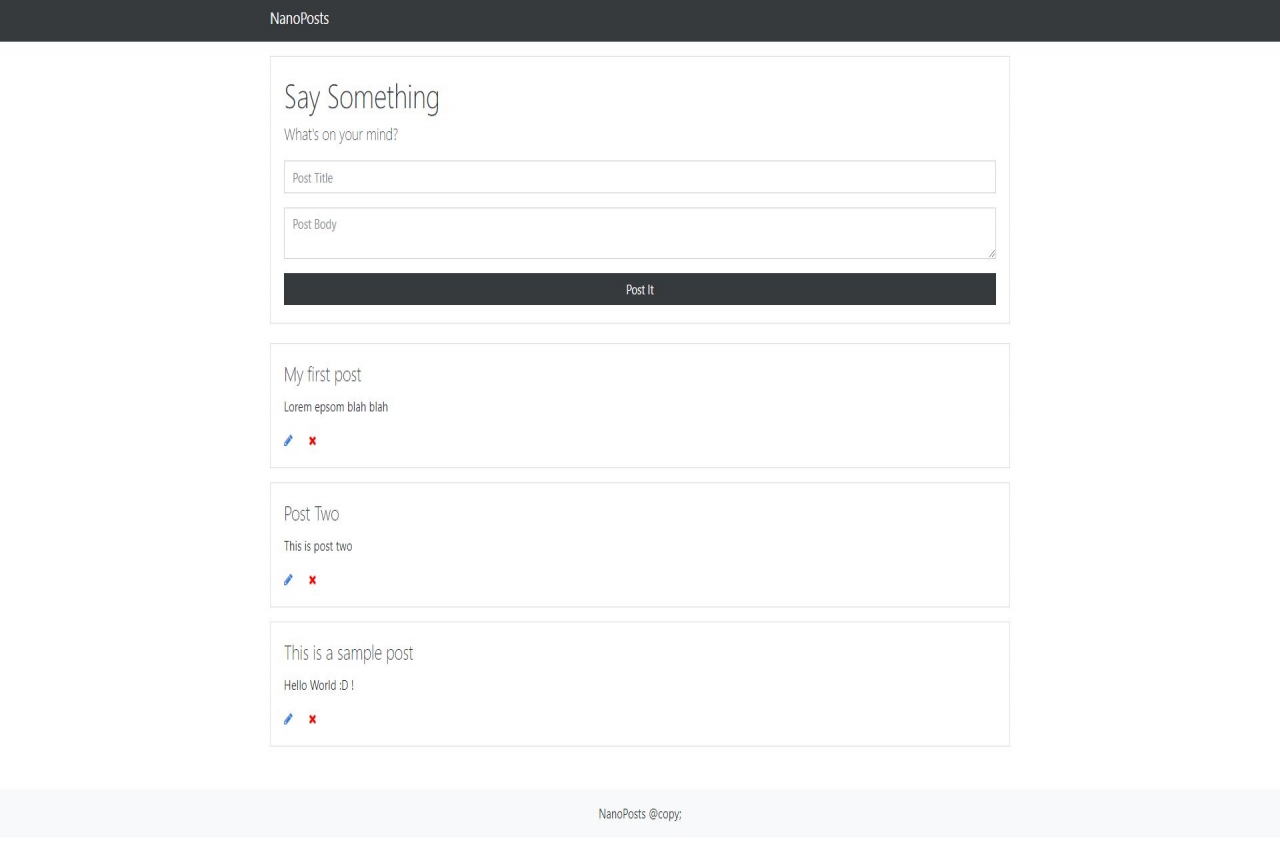 NanoPosts
Say Something
What's on your mind?
Post Title
Post Body
Post It
My first post
Lorem epsom blah blah
Post Two
This is post two
This is a sample post
Hello World :D !
NanoPosts @copy;